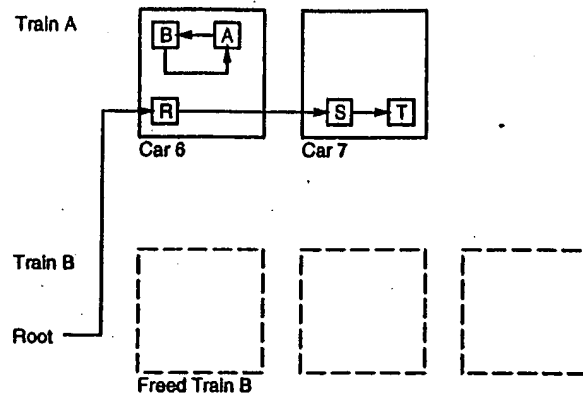 Train A
B A
R S T
Car 6 Car 7
Train B
Root
Freed Train B